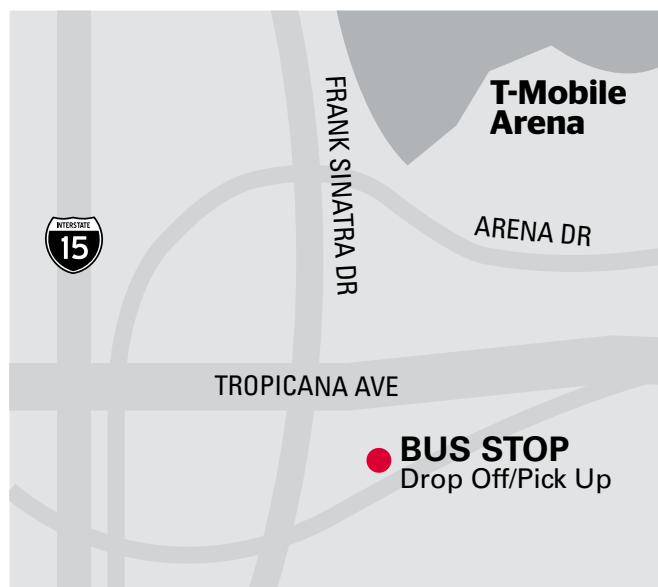 T-Mobile
Arena
FRANK SINATRA DR
ARENA DR
INTERSTATE
15
TROPICANA AVE
BUS STOP
Drop Off/Pick Up